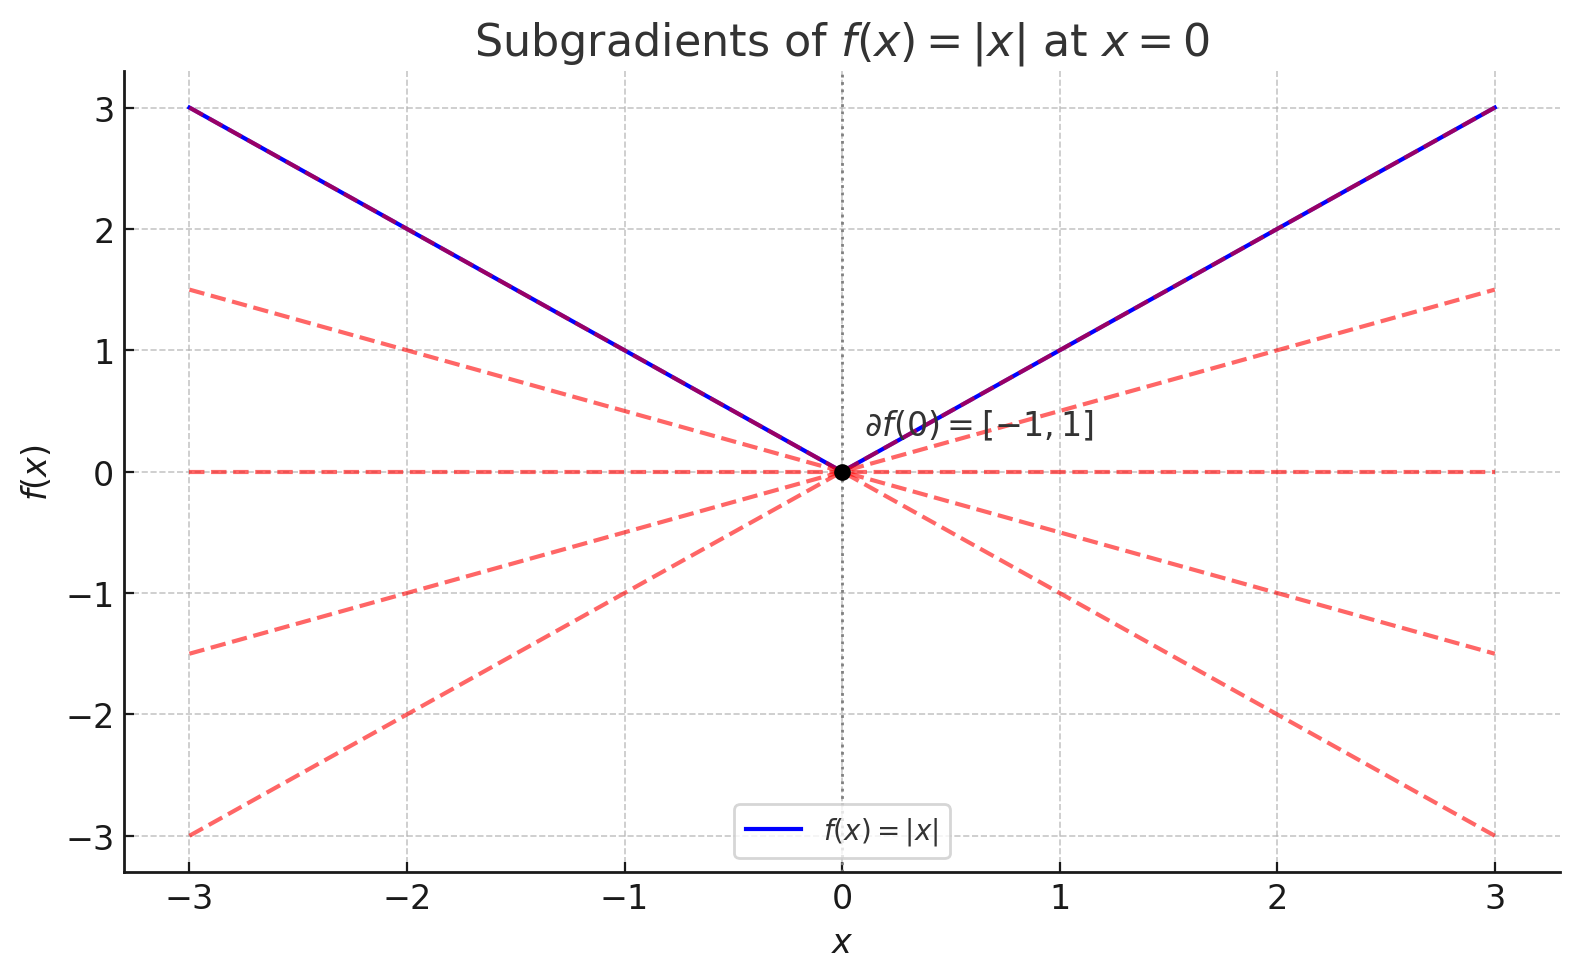 Subgradients of f(x) = |x| at x = 0
3
2
1
0
−1
−2
−3
f(x)
∂f(0) = [−1, 1]
f(x) = |x|
−3 −2 −1 0 1 2 3
x